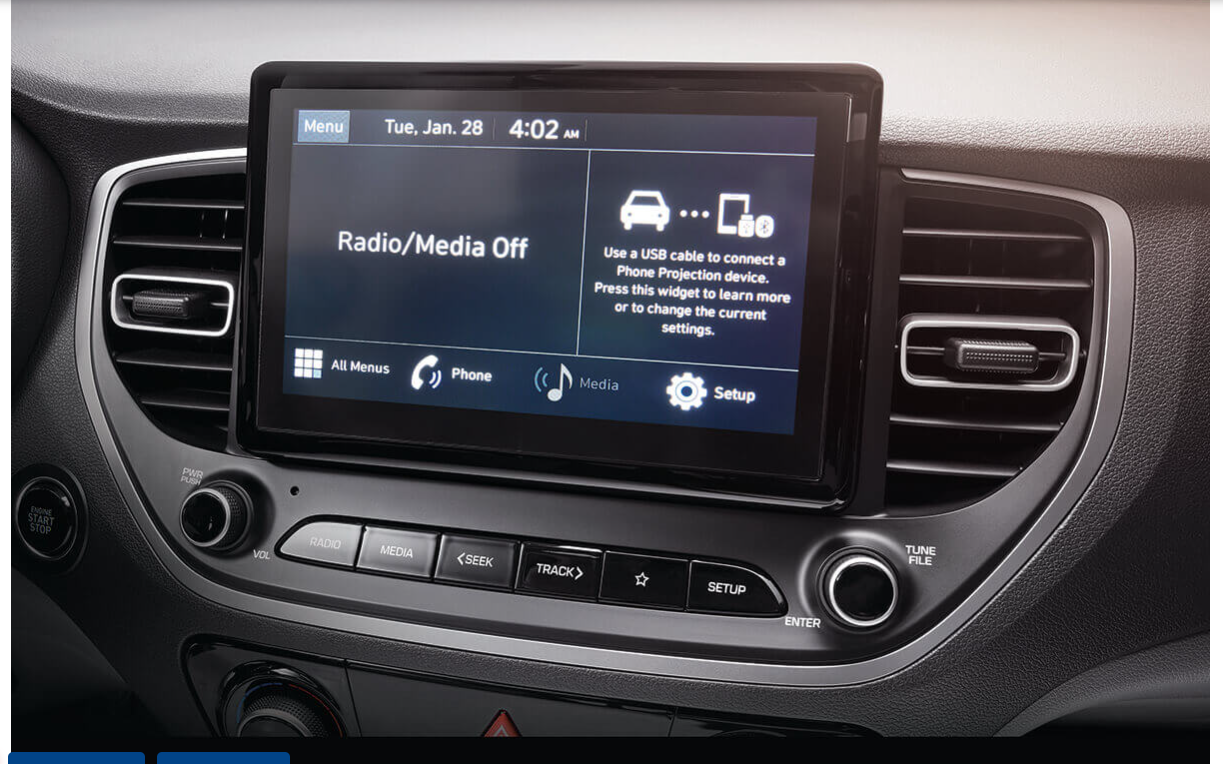 Menu Tue, Jan. 28 4:02 AM
Radio/Media Off
Use a USB cable to connect a
Phone Projection device.
Press this widget to learn more
or to change the current
settings.
All Menus Phone Media Setup
PWR
PUSH
VOL
ENGINE
START
STOP
RADIO MEDIA <SEEK TRACK> SETUP
TUNE
FILE
ENTER